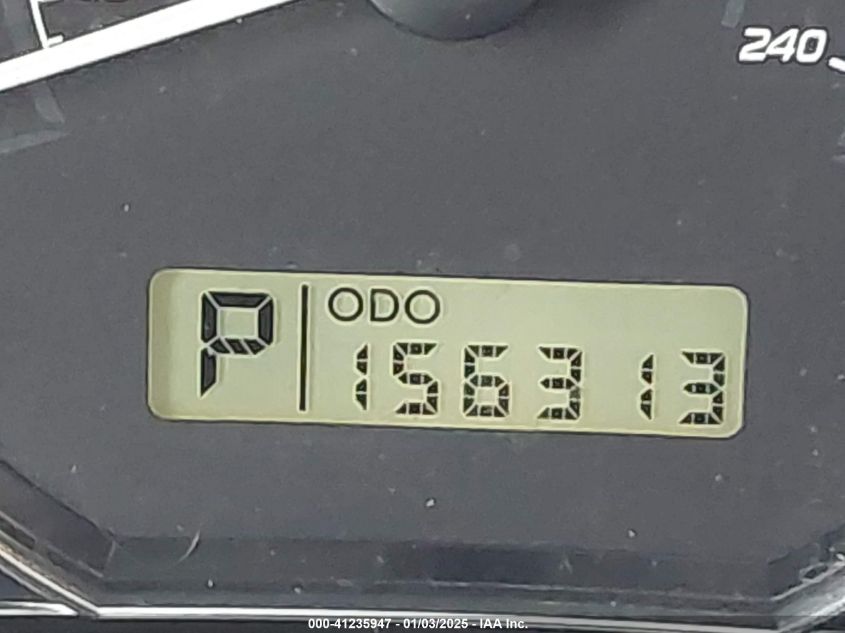 240
P
ODO
156313
000-41235947 - 01/03/2025 - IAA Inc.